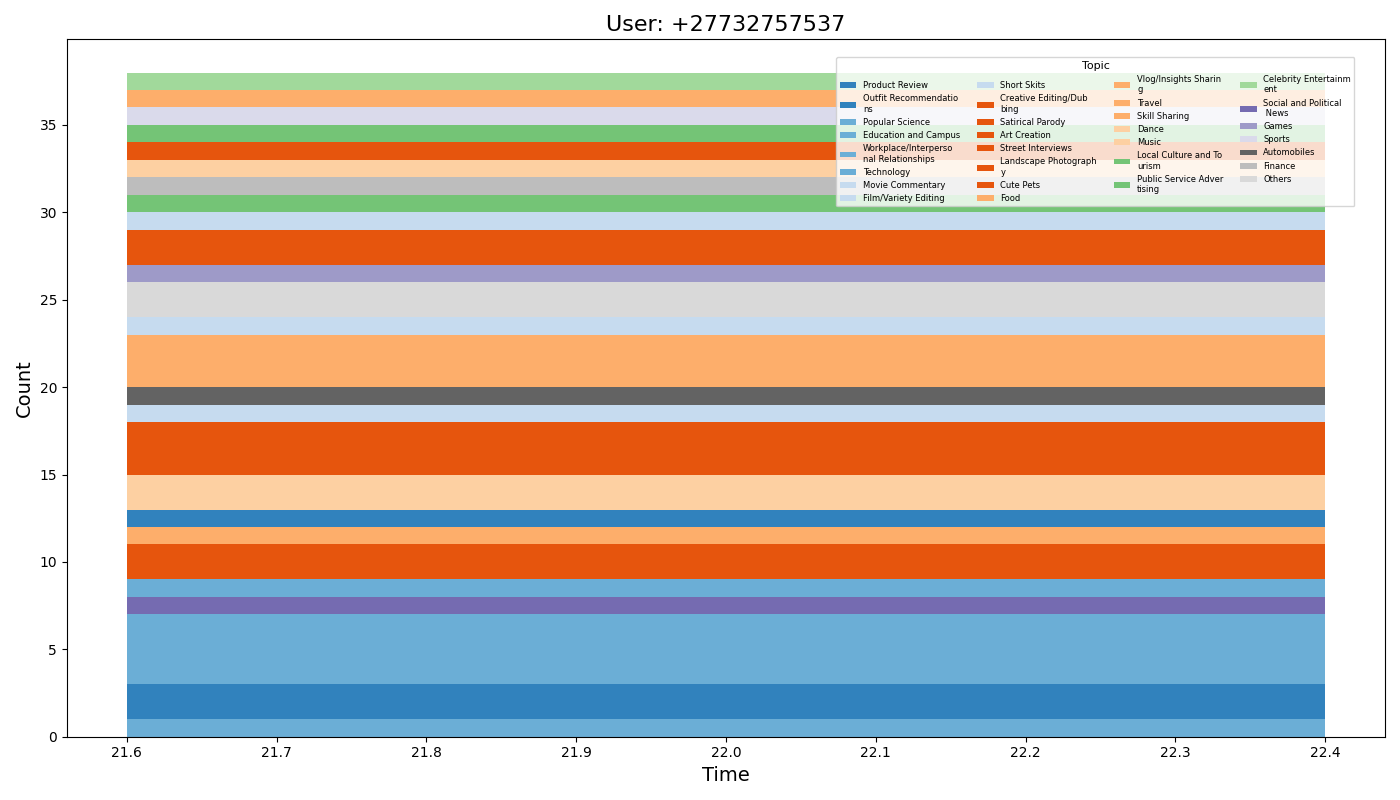 User: +27732757537
Topic
Product Review
Outfit Recommendatio
ns
Popular Science
Education and Campus
Workplace/Interperso
nal Relationships
Technology
Movie Commentary
Film/Variety Editing
Short Skits
Creative Editing/Dub
bing
Satirical Parody
Art Creation
Street Interviews
Landscape Photograph
y
Cute Pets
Food
Vlog/Insights Sharin
g
Travel
Skill Sharing
Dance
Music
Local Culture and To
urism
Public Service Adver
tising
Celebrity Entertainm
ent
Social and Political
News
Games
Sports
Automobiles
Finance
Others
Count
35
30
25
20
15
10
5
0
21.6 21.7 21.8 21.9 22.0 22.1 22.2 22.3 22.4
Time